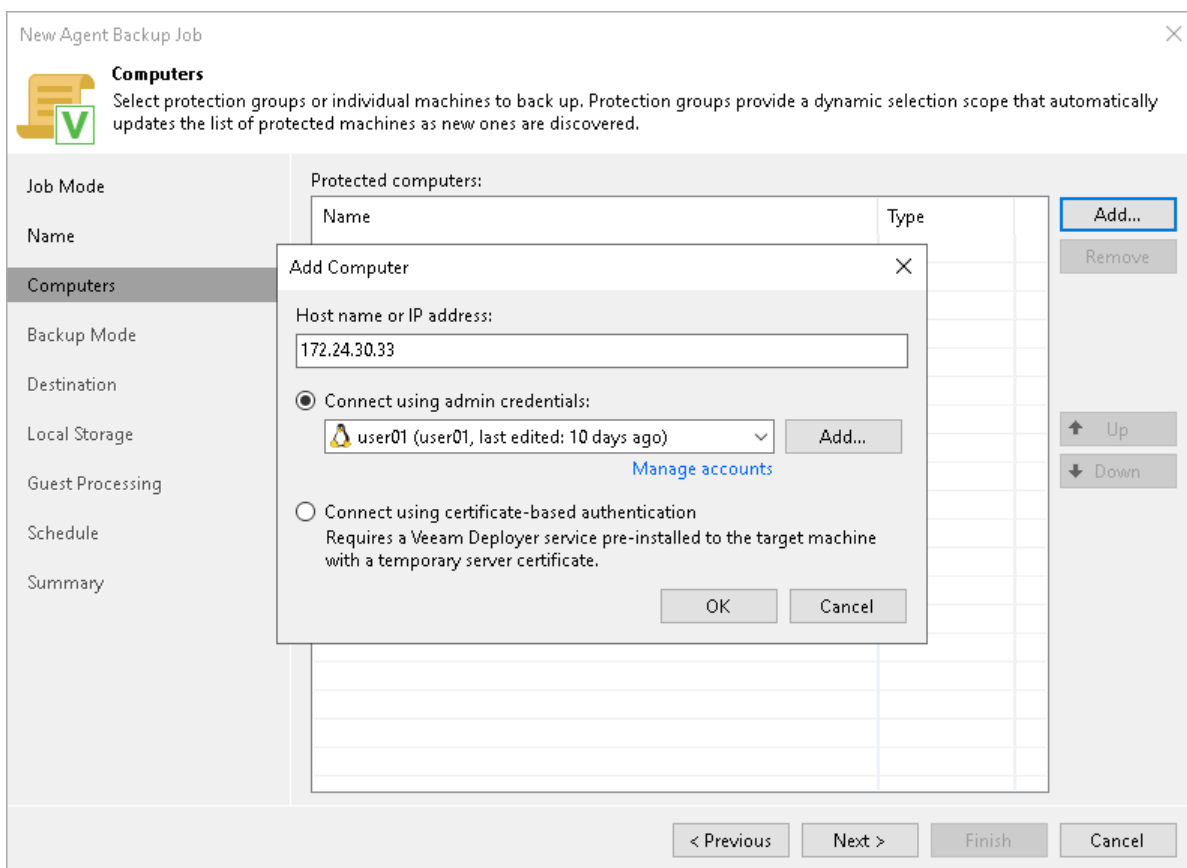 New Agent Backup Job
Computers
Select protection groups or individual machines to back up. Protection groups provide a dynamic selection scope that automatically
updates the list of protected machines as new ones are discovered.
Job Mode
Name
Computers
Backup Mode
Destination
Local Storage
Guest Processing
Schedule
Summary
Protected computers:
Name Type
Add...
Remove
Up
Down
Add Computer
Host name or IP address:
172.24.30.33
Connect using admin credentials:
user01 (user01, last edited: 10 days ago) Add...
Manage accounts
Connect using certificate-based authentication
Requires a Veeam Deployer service pre-installed to the target machine
with a temporary server certificate.
OK Cancel
< Previous Next > Finish Cancel